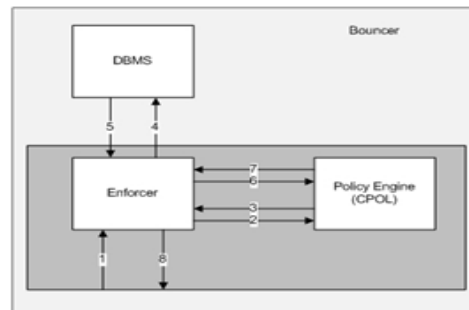 Bouncer
DBMS
5
4
Enforcer
7
6
3
2
Policy Engine
(CPOL)
1
8